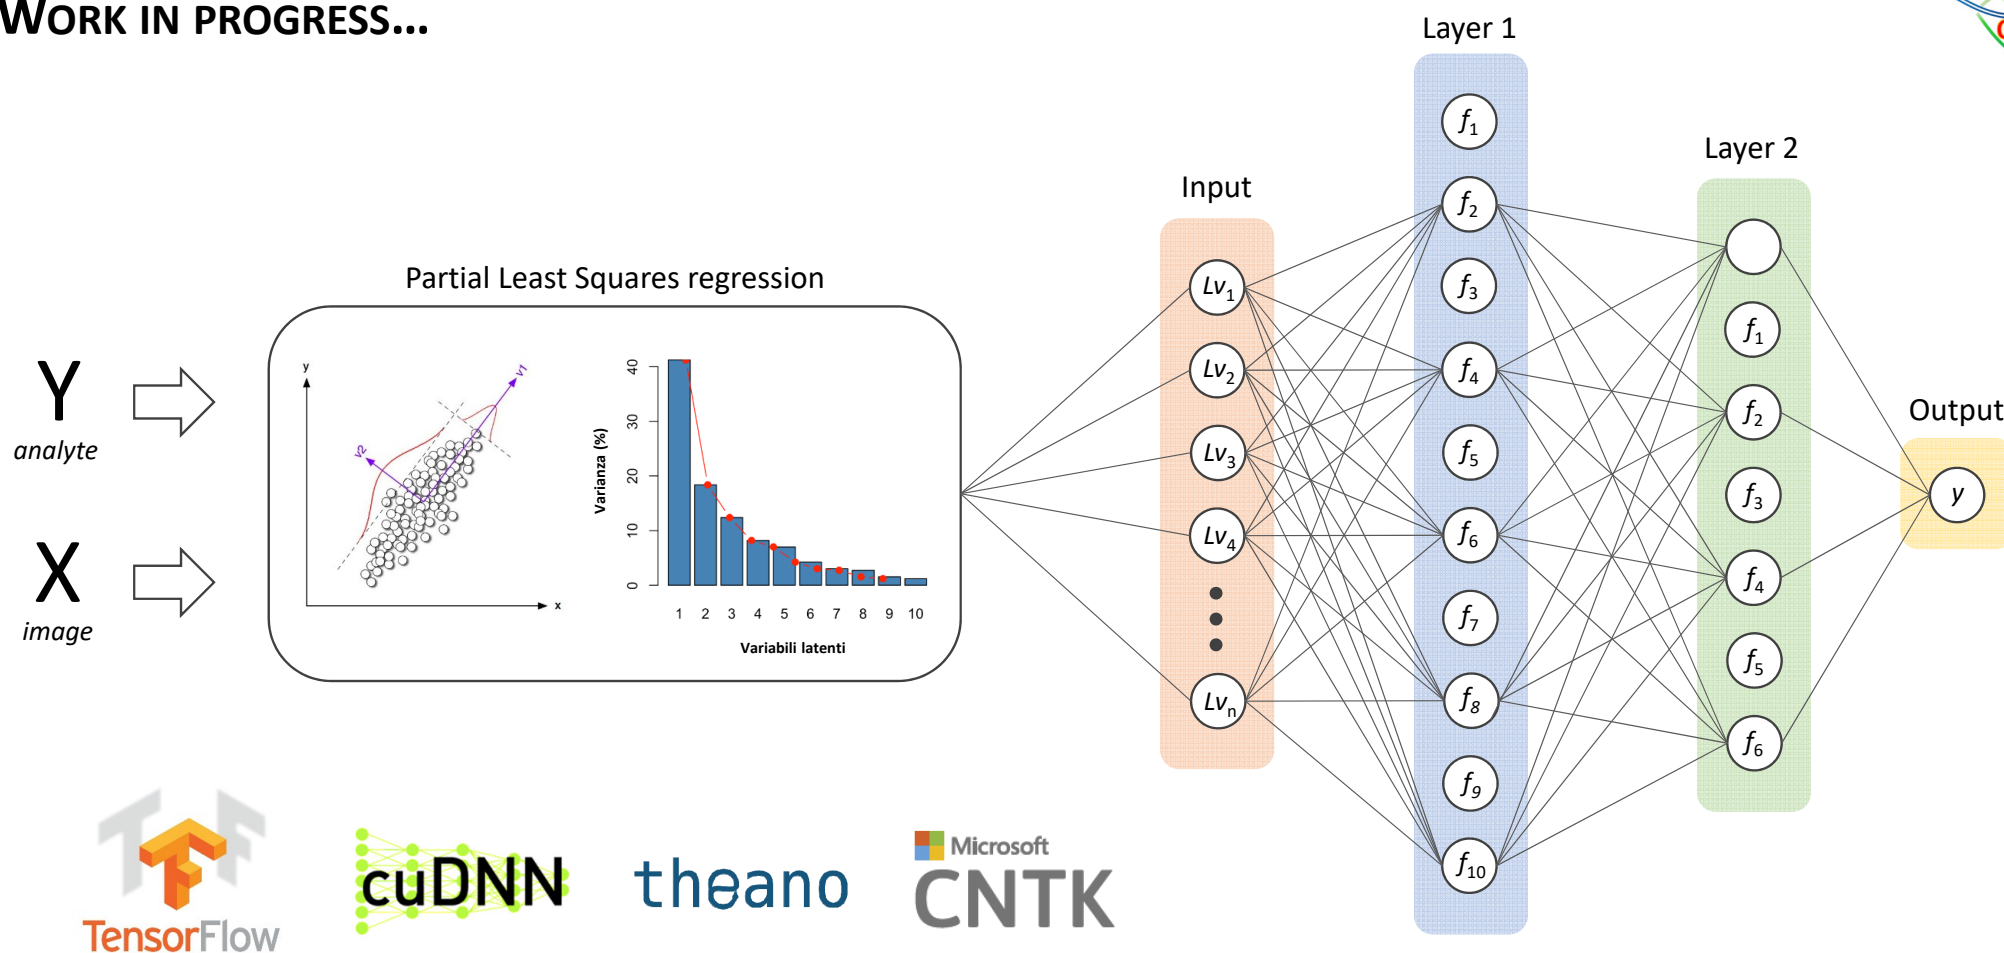 WORK IN PROGRESS...
Layer 1
Layer 2
Input
Output
Partial Least Squares regression
Y
analyte
X
image
y
x
v1
v2
Varianza (%)
0 10 20 30 40
1 2 3 4 5 6 7 8 9 10
Variabili latenti
Lv1
Lv2
Lv3
Lv4
Lvn
f1
f2
f3
f4
f5
f6
f7
f8
f9
f10
f1
f2
f3
f4
f5
f6
y
TensorFlow
cuDNN
theano
Microsoft
CNTK